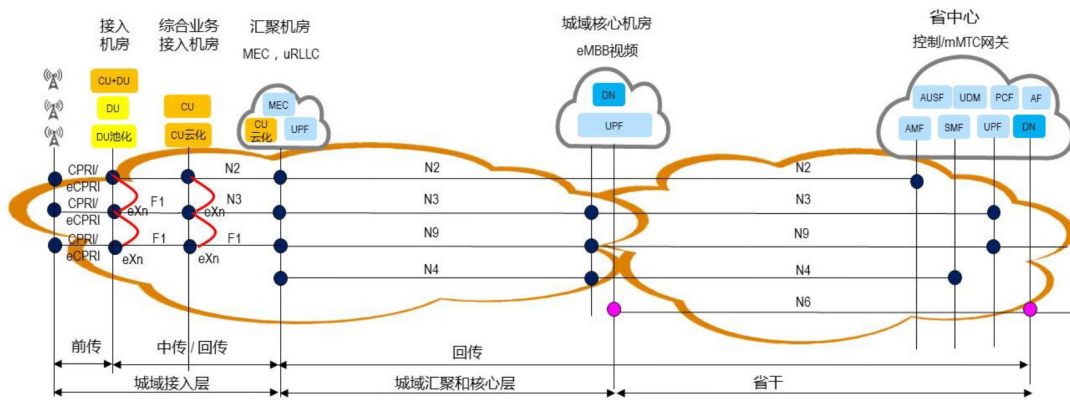 接入
机房
综合业务
接入机房
汇聚机房
MEC，uRLLC
城域核心机房
eMBB视频
省中心
控制/mMTC网关
CU+DU
DU
DU池化
CU
CU云化
MEC
CU
云化
UPF
DN
UPF
AUSF
UDM
PCF
AF
AMF
SMF
UPF
DN
CPRI/
eCPRI
N2
N2
N2
CPRI/
eCPRI
eXn
F1
eXn
N3
N3
N3
CPRI/
eCPRI
eXn
F1
eXn
F1
N9
N9
N4
N4
N6
前传
中传 / 回传
回传
城域接入层
城域汇聚和核心层
省干